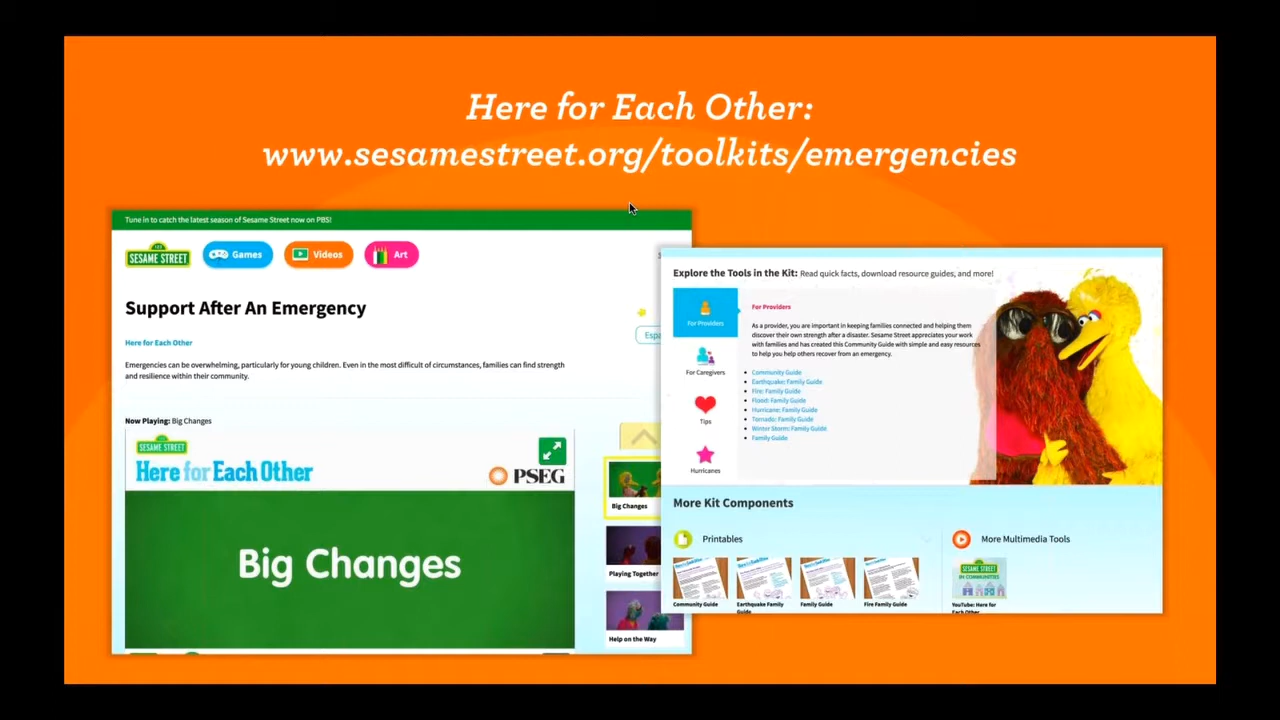 Here for Each Other:
www.sesamestreet.org/toolkits/emergencies
Tune in to catch the latest season of Sesame Street now on PBS!
SESAME STREET
Games
Videos
Art
Support After An Emergency
Here for Each Other
Emergencies can be overwhelming, particularly for young children. Even in the most difficult of circumstances, families can find strength
and resilience within their community.
Now Playing: Big Changes
SESAME STREET
Here for Each Other
PSEG
Big Changes
Big Changes
Playing Together
Help on the Way
Explore the Tools in the Kit: Read quick facts, download resource guides, and more!
For Providers
For Caregivers
Tips
Hurricanes
For Providers
As a provider, you are important in keeping families connected and helping them
discover their own strength after a disaster. Sesame Street appreciates your work
with families and has created this Community Guide with simple and easy resources
to help you help others recover from an emergency.
Community Guide
Earthquake: Family Guide
Fire: Family Guide
Flood: Family Guide
Hurricane: Family Guide
Tornado: Family Guide
Winter Storm: Family Guide
Family Guide
More Kit Components
Printables
Community Guide
Earthquake Family
Guide
Family Guide
Fire Family Guide
More Multimedia Tools
SESAME STREET
IN COMMUNITIES
YouTube: Here for
Each Other